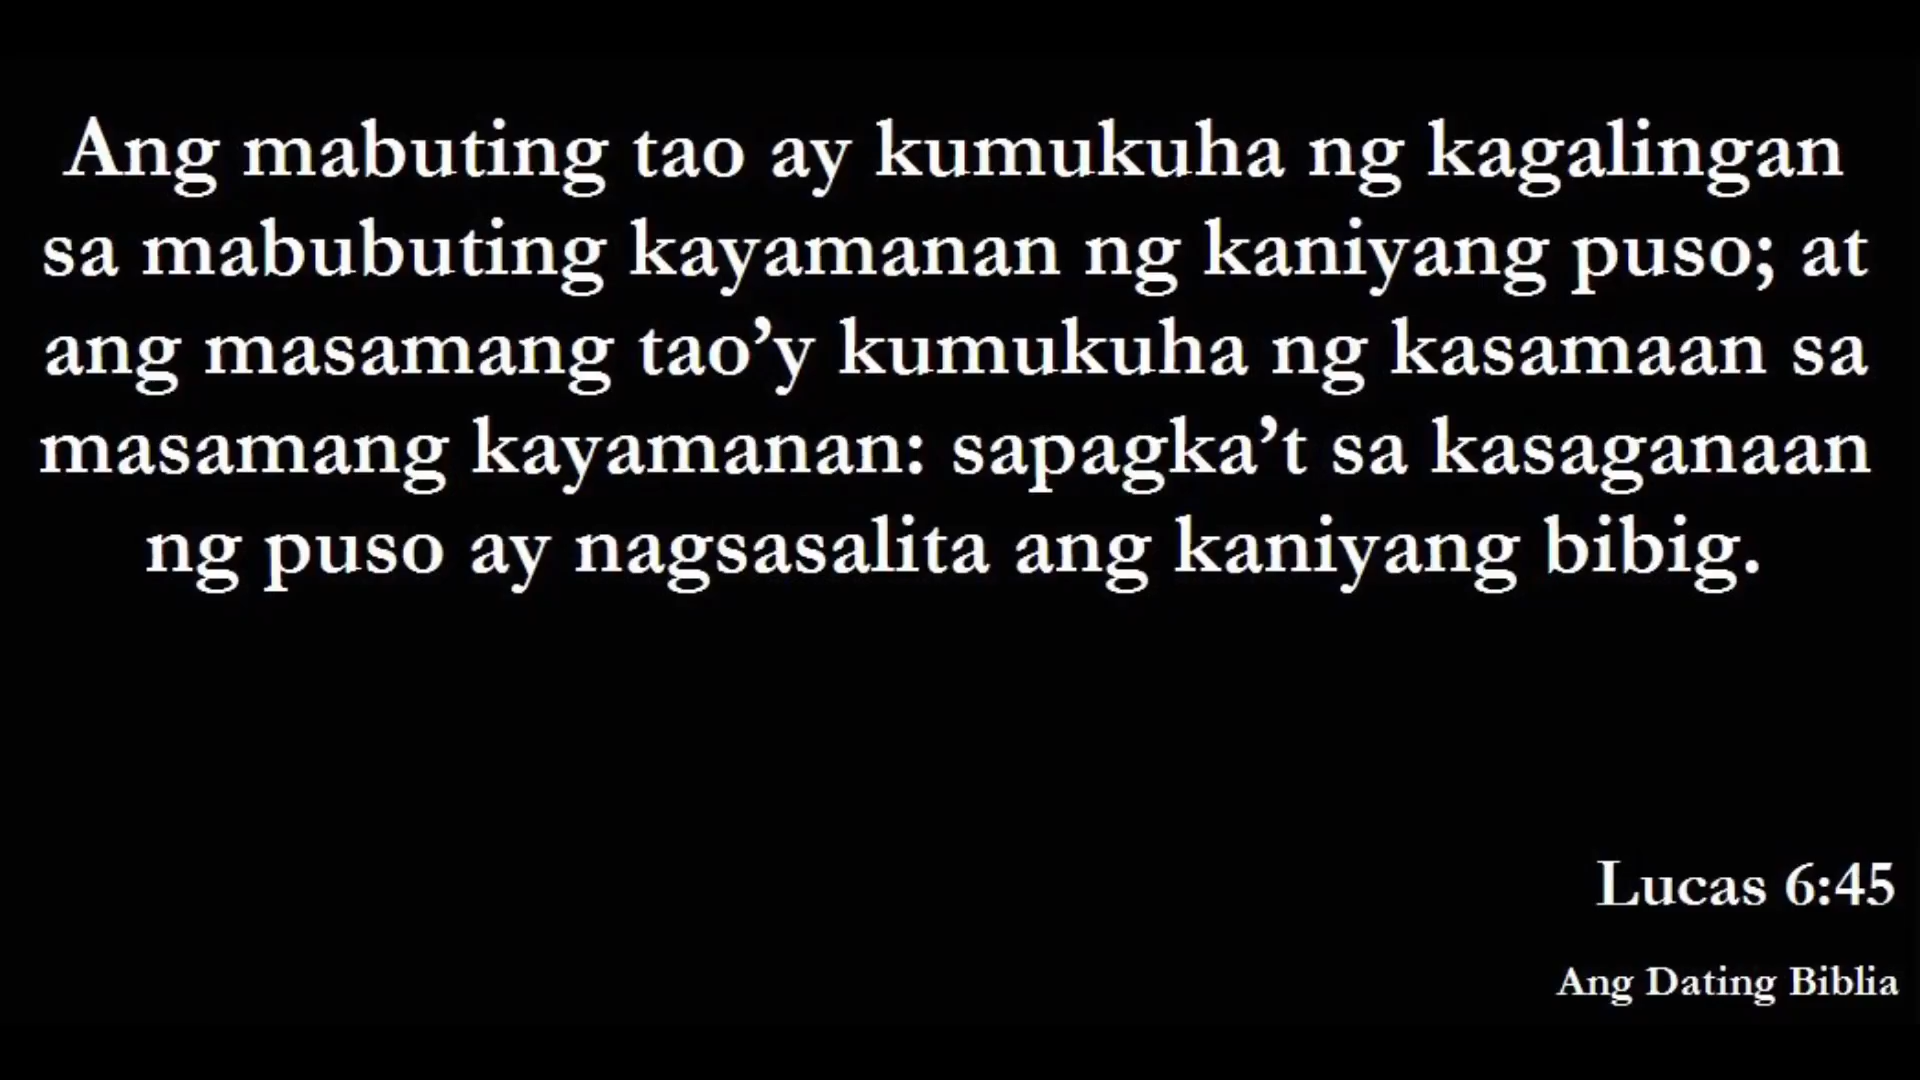 Ang mabuting tao ay kumukuha ng kagalingan
sa mabubuting kayamanan ng kaniyang puso; at
ang masamang tao’y kumukuha ng kasamaan sa
masamang kayamanan: sapagka’t sa kasaganaan
ng puso ay nagsasalita ang kaniyang bibig.
Lucas 6:45
Ang Dating Biblia